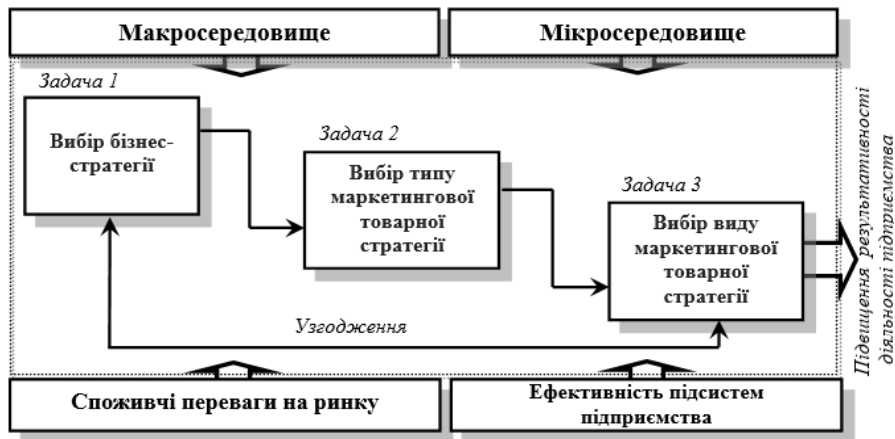 Макросередовище
Мікросередовище
Задача 1
Вибір бізнес-
стратегії
Задача 2
Вибір типу
маркетингової
товарної
стратегії
Задача 3
Вибір виду
маркетингової
товарної
стратегії
Узгодження
Підвищення результативності
діяльності підприємства
Споживчі переваги на ринку
Ефективність підсистем
підприємства